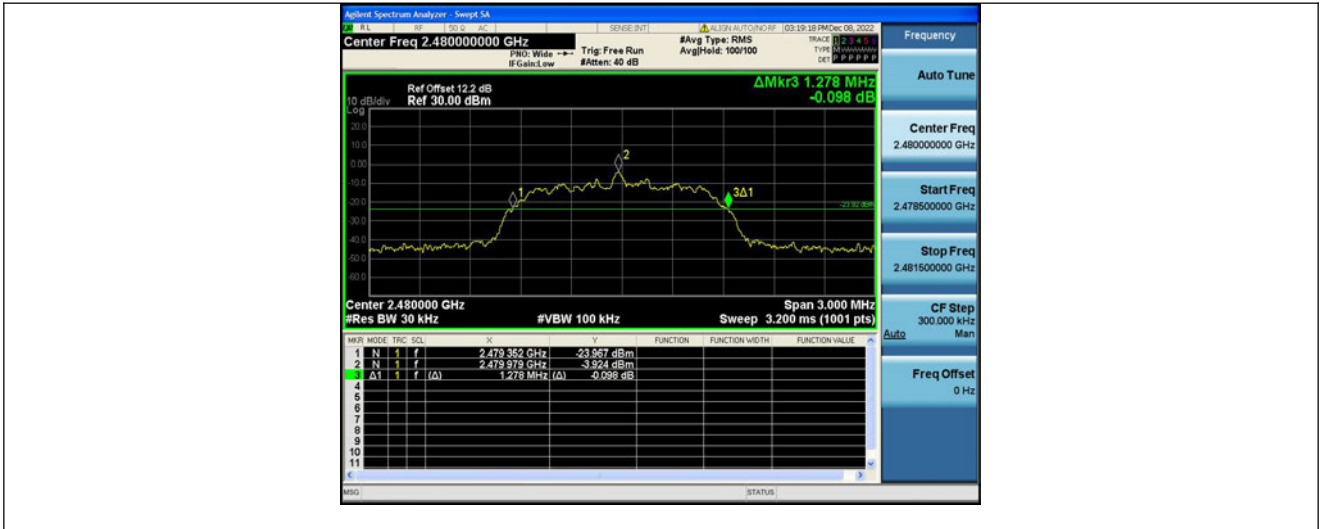 Agilent Spectrum Analyzer - Swept SA
RL RF 50 Ω AC SENSE:INT ALIGN AUTO/NO RF 03:19:18 PM Dec 08, 2022
Center Freq 2.480000000 GHz
#Avg Type: RMS
TRACE 1 2 3 4 5 6
PNO: Wide Trig: Free Run Avg|Hold: 100/100
TYPE M
IFGain:Low #Atten: 40 dB
DET P P P P P P
ΔMkr3 1.278 MHz
-0.098 dB
Ref Offset 12.2 dB
10 dB/div Ref 30.00 dBm
Log
20.0
10.0
0.00
-10.0
-20.0
-30.0
-40.0
-50.0
-60.0
1
2
3Δ1
-23.92 dBm
Center 2.480000 GHz Span 3.000 MHz
#Res BW 30 kHz #VBW 100 kHz Sweep 3.200 ms (1001 pts)
MKR MODE TRC SCL X Y FUNCTION FUNCTION WIDTH FUNCTION VALUE
1 N 1 f 2.479 352 GHz -23.967 dBm
2 N 1 f 2.479 979 GHz -3.924 dBm
3 Δ1 1 f (Δ) 1.278 MHz (Δ) -0.098 dB
4
5
6
7
8
9
10
11
MSG STATUS
Frequency
Auto Tune
Center Freq
2.480000000 GHz
Start Freq
2.478500000 GHz
Stop Freq
2.481500000 GHz
CF Step
300.000 kHz
Auto Man
Freq Offset
0 Hz